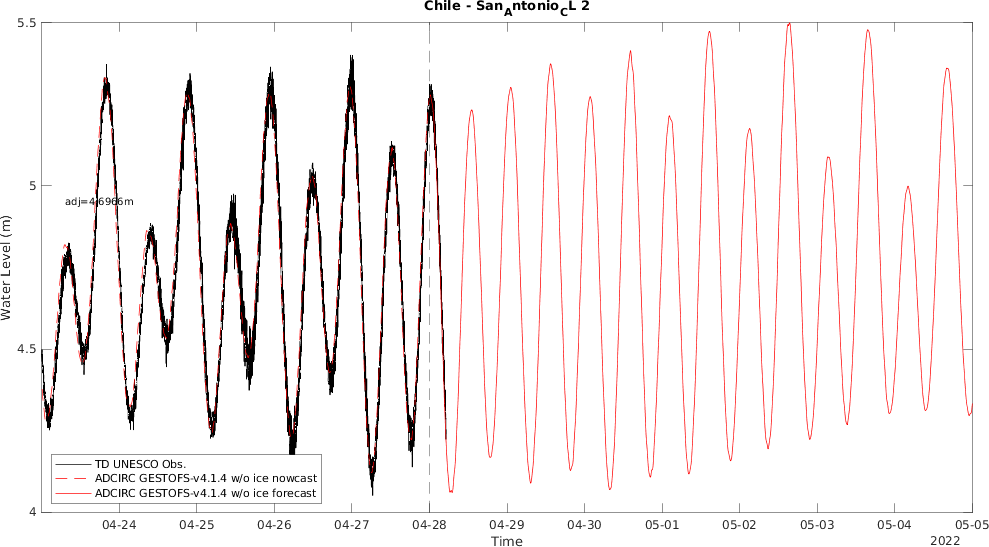 Chile - SanAntonioCL 2
5.5
5
4.5
4
Water Level (m)
adj=4.6966m
TD UNESCO Obs.
ADCIRC GESTOFS-v4.1.4 w/o ice nowcast
ADCIRC GESTOFS-v4.1.4 w/o ice forecast
04-24 04-25 04-26 04-27 04-28 04-29 04-30 05-01 05-02 05-03 05-04 05-05
Time
2022